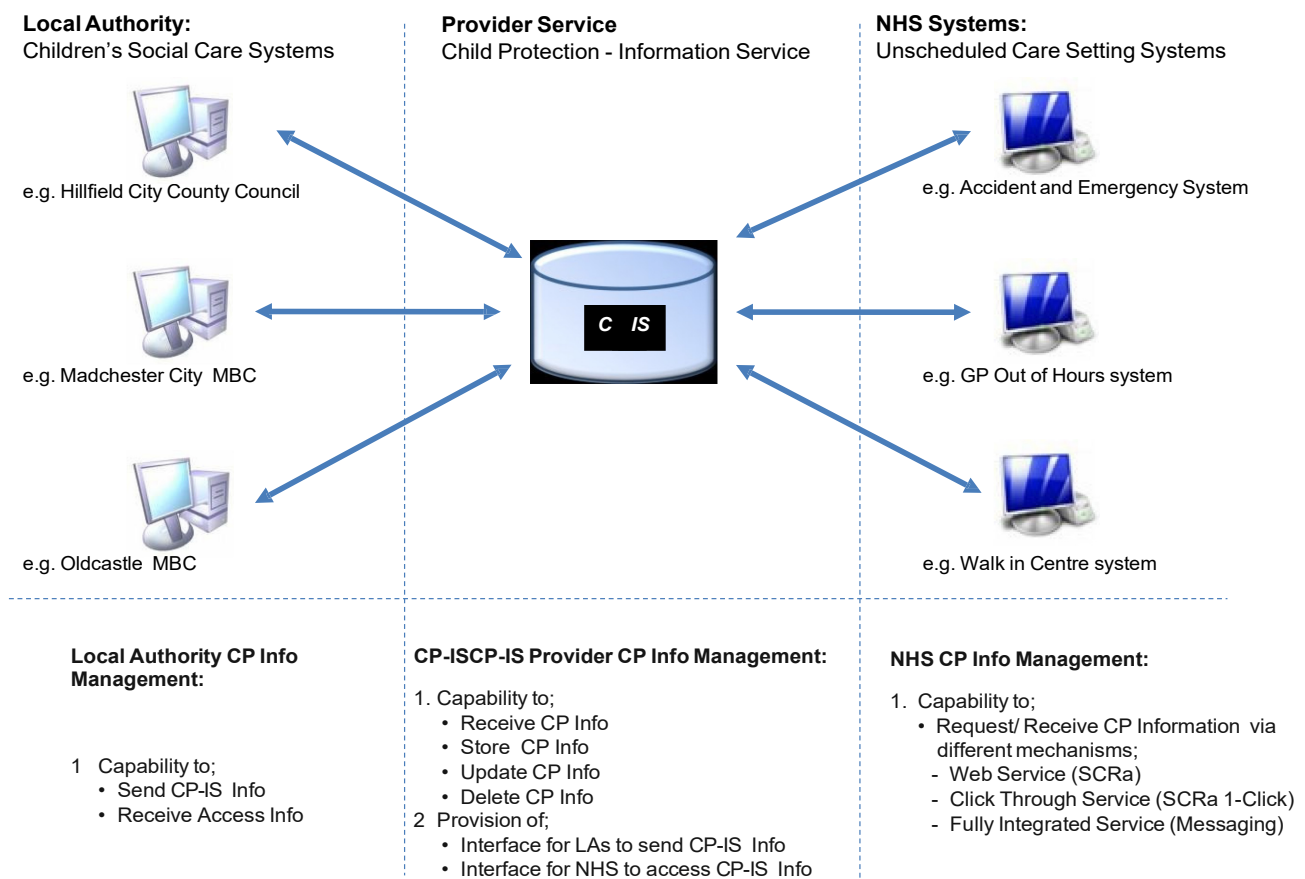 Local Authority:
Children's Social Care Systems
e.g. Hillfield City County Council
e.g. Madchester City MBC
e.g. Oldcastle MBC
Provider Service
Child Protection - Information Service
C IS
NHS Systems:
Unscheduled Care Setting Systems
e.g. Accident and Emergency System
e.g. GP Out of Hours system
e.g. Walk in Centre system
Local Authority CP Info
Management:
1 Capability to;
• Send CP-IS Info
• Receive Access Info
CP-ISCP-IS Provider CP Info Management:
1. Capability to;
• Receive CP Info
• Store CP Info
• Update CP Info
• Delete CP Info
2 Provision of;
• Interface for LAs to send CP-IS Info
• Interface for NHS to access CP-IS Info
NHS CP Info Management:
1. Capability to;
• Request/ Receive CP Information via
different mechanisms;
- Web Service (SCRa)
- Click Through Service (SCRa 1-Click)
- Fully Integrated Service (Messaging)